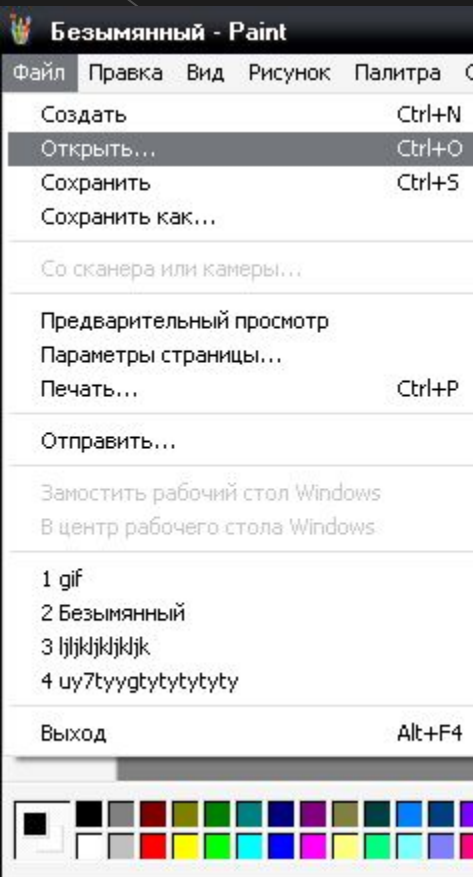 Безымянный - Paint
Файл Правка Вид Рисунок Палитра
Создать Ctrl+N
Открыть... Ctrl+O
Сохранить Ctrl+S
Сохранить как...
Со сканера или камеры...
Предварительный просмотр
Параметры страницы...
Печать... Ctrl+P
Отправить...
Замостить рабочий стол Windows
В центр рабочего стола Windows
1 gif
2 Безымянный
3 ljljkljkljkljk
4 uy7tyygtytytytyty
Выход Alt+F4